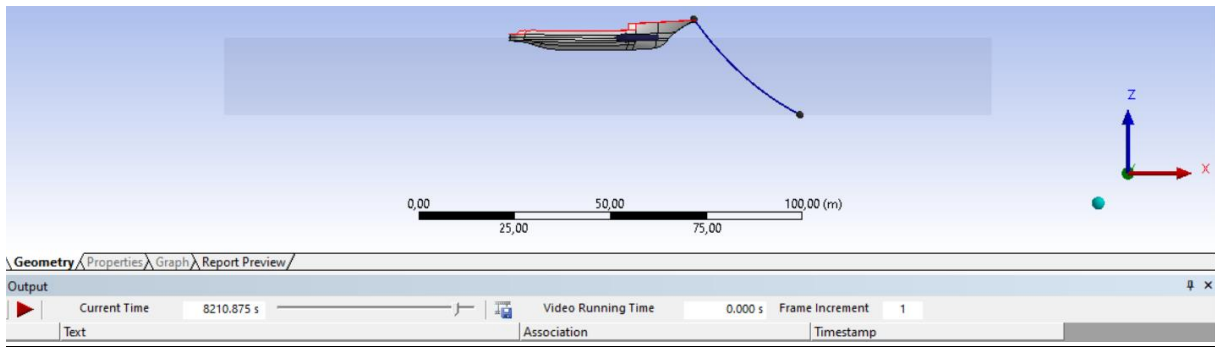 Z
X
0,00 50,00 100,00 (m)
25,00 75,00
Geometry Properties Graph Report Preview
Output
Current Time 8210.875 s Video Running Time 0.000 s Frame Increment 1
Text Association Timestamp